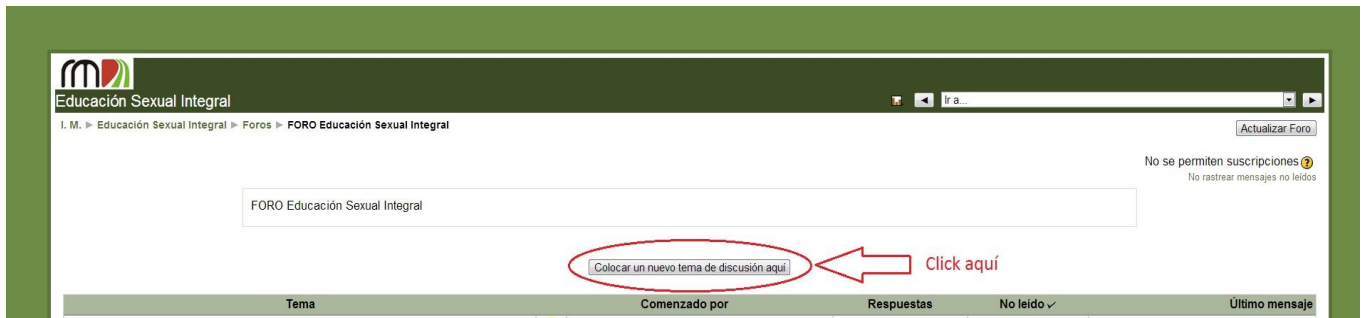 Educación Sexual Integral
Ir a...
I. M. ► Educación Sexual Integral ► Foros ► FORO Educación Sexual Integral
Actualizar Foro
No se permiten suscripciones ?
No rastrear mensajes no leídos
FORO Educación Sexual Integral
Colocar un nuevo tema de discusión aquí
Click aquí
Tema Comenzado por Respuestas No leído ✓ Último mensaje